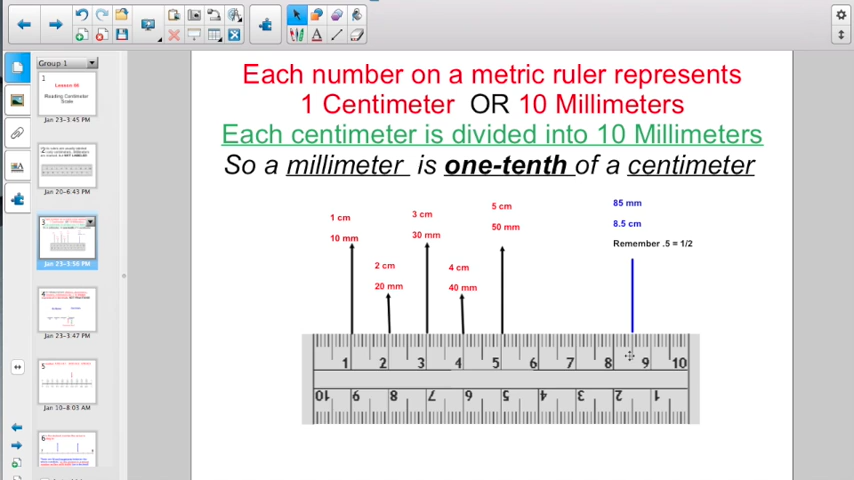 Group 1
1
Lesson
Reading Centimeter
Scale
Jan 23–3:45 PM
2
Jan 20–6:43 PM
3
4
Jan 23–3:47 PM
5
Jan 10–8:03 AM
6
Each number on a metric ruler represents
1 Centimeter OR 10 Millimeters
Each centimeter is divided into 10 Millimeters
So a millimeter is one-tenth of a centimeter
1 cm
10 mm
2 cm
20 mm
3 cm
30 mm
4 cm
40 mm
5 cm
50 mm
85 mm
8.5 cm
Remember .5 = 1/2
1 2 3 4 5 6 7 8 9 10
10 9 8 7 6 5 4 3 2 1